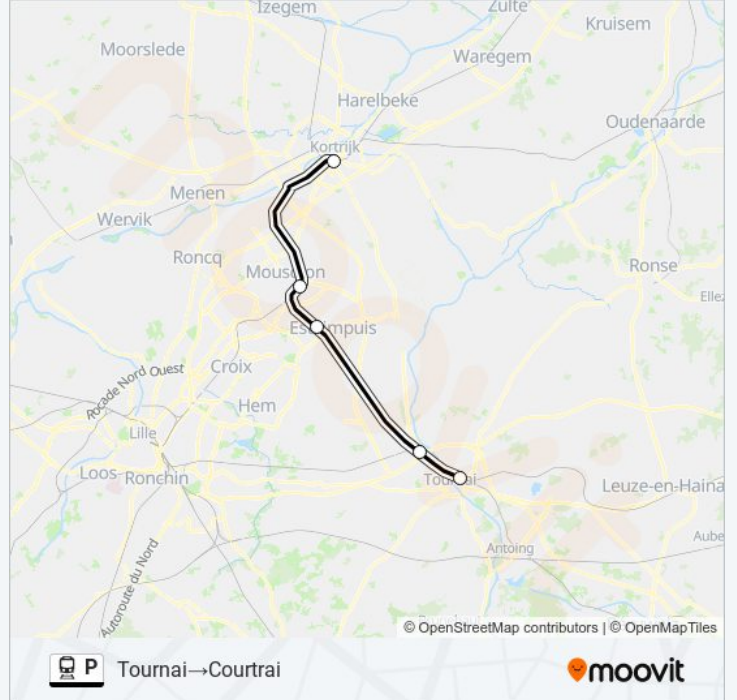 Izegem
Zulte
Kruisem
Moorslede
Waregem
Harelbeke
Oudenaarde
Kortrijk
Menen
Wervik
Roncq
Mouscron
Ronse
Elle
Estaimpuis
Rocade Nord Ouest
Croix
Hem
Lille
Loos
Ronchin
Tournai
Leuze-en-Haina
Autoroute du Nord
Antoing
Aube
© OpenStreetMap contributors | © OpenMapTiles
P Tournai→Courtrai
moovit